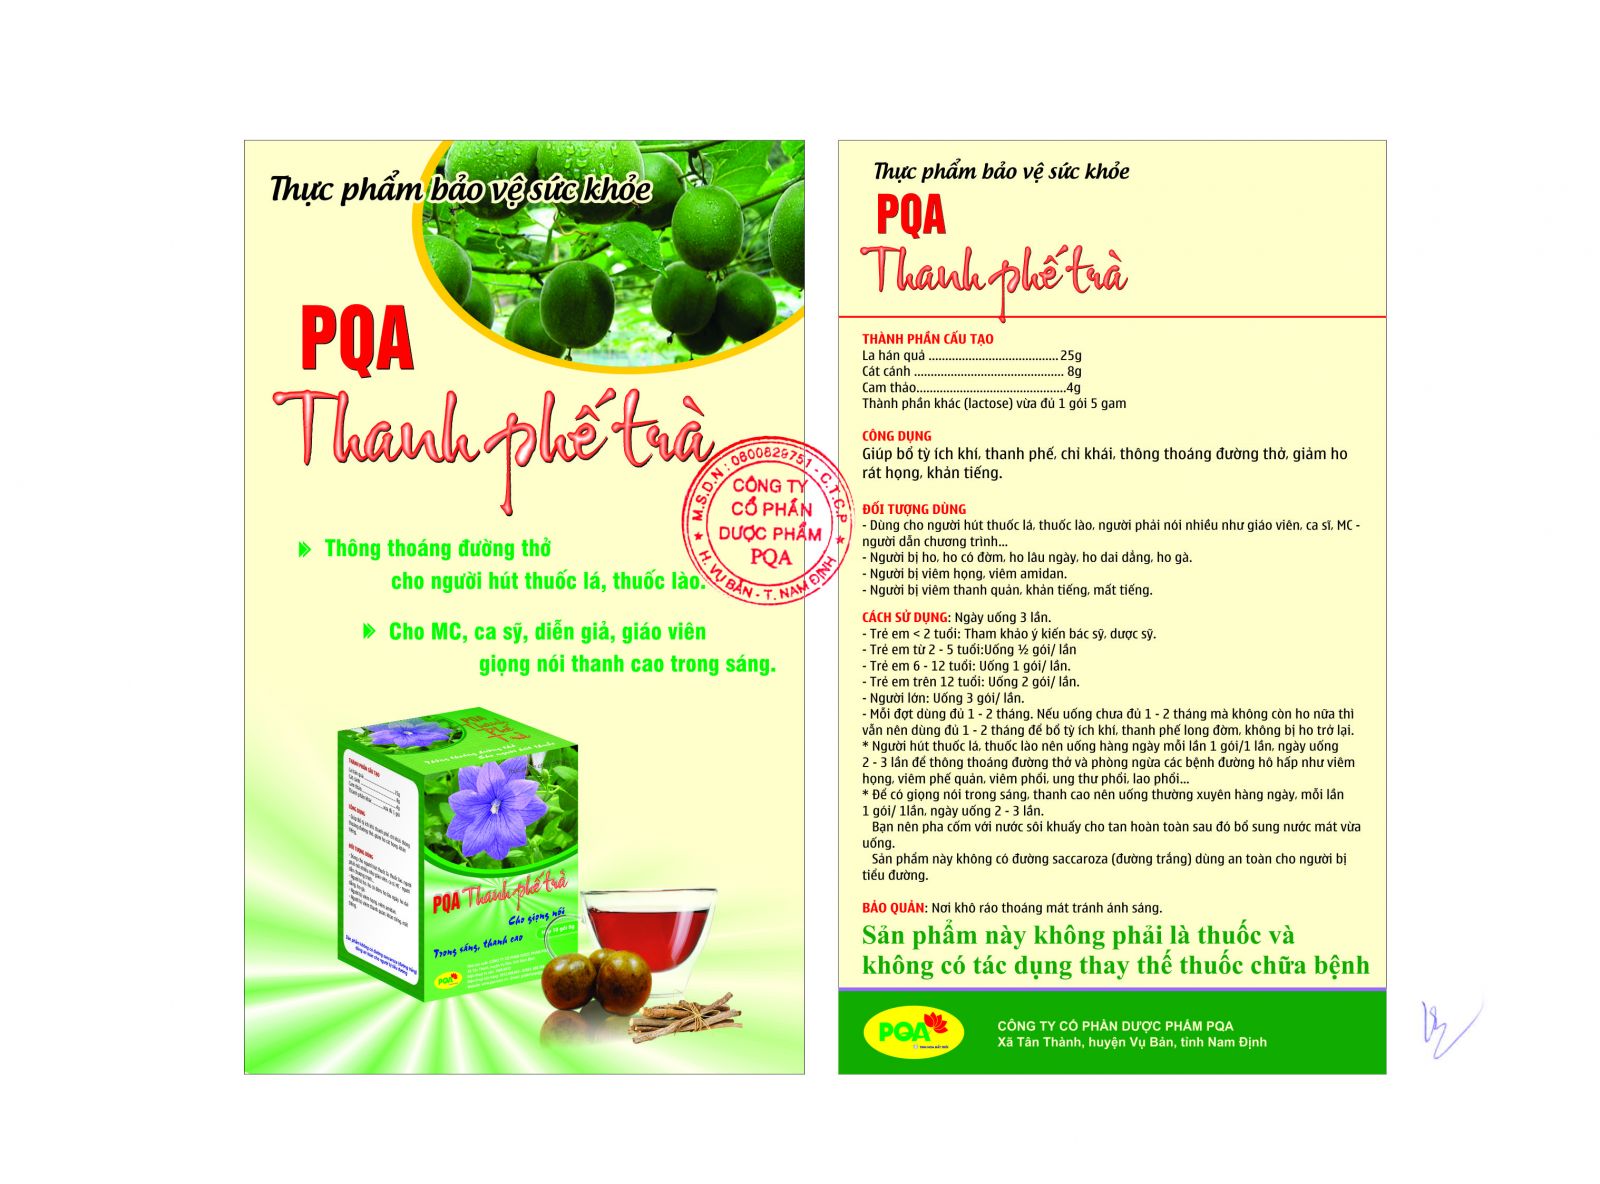 Thực phẩm bảo vệ sức khỏe
PQA
Thanh phế trà
Thông thoáng đường thở
cho người hút thuốc lá, thuốc lào.
Cho MC, ca sỹ, diễn giả, giáo viên
giọng nói thanh cao trong sáng.
PQA Thanh phế trà
Cho giọng nói
Trong sáng, thanh cao
M.S.D.N: 0600829751 - C.T.C.P
CÔNG TY
CỔ PHẦN
DƯỢC PHẨM
PQA
H. VỤ BẢN - T. NAM ĐỊNH
Thực phẩm bảo vệ sức khỏe
PQA
Thanh phế trà
THÀNH PHẦN CẤU TẠO
La hán quả ....................................... 25g
Cát cánh ............................................. 8g
Cam thảo.............................................4g
Thành phần khác (lactose) vừa đủ 1 gói 5 gam
CÔNG DỤNG
Giúp bổ tỳ ích khí, thanh phế, chỉ khái, thông thoáng đường thở, giảm ho
rát họng, khản tiếng.
ĐỐI TƯỢNG DÙNG
- Dùng cho người hút thuốc lá, thuốc lào, người phải nói nhiều như giáo viên, ca sĩ, MC -
người dẫn chương trình...
- Người bị ho, ho có đờm, ho lâu ngày, ho dai dẳng, ho gà.
- Người bị viêm họng, viêm amidan.
- Người bị viêm thanh quản, khản tiếng, mất tiếng.
CÁCH SỬ DỤNG: Ngày uống 3 lần.
- Trẻ em < 2 tuổi: Tham khảo ý kiến bác sỹ, dược sỹ.
- Trẻ em từ 2 - 5 tuổi:Uống ½ gói/ lần
- Trẻ em 6 - 12 tuổi: Uống 1 gói/ lần.
- Trẻ em trên 12 tuổi: Uống 2 gói/ lần.
- Người lớn: Uống 3 gói/ lần.
- Mỗi đợt dùng đủ 1 - 2 tháng. Nếu uống chưa đủ 1 - 2 tháng mà không còn ho nữa thì
vẫn nên dùng đủ 1 - 2 tháng để bổ tỳ ích khí, thanh phế long đờm, không bị ho trở lại.
* Người hút thuốc lá, thuốc lào nên uống hàng ngày mỗi lần 1 gói/1 lần, ngày uống
2 - 3 lần để thông thoáng đường thở và phòng ngừa các bệnh đường hô hấp như viêm
họng, viêm phế quản, viêm phổi, ung thư phổi, lao phổi...
* Để có giọng nói trong sáng, thanh cao nên uống thường xuyên hàng ngày, mỗi lần
1 gói/ 1lần, ngày uống 2 - 3 lần.
Bạn nên pha cốm với nước sôi khuấy cho tan hoàn toàn sau đó bổ sung nước mát vừa
uống.
Sản phẩm này không có đường saccaroza (đường trắng) dùng an toàn cho người bị
tiểu đường.
BẢO QUẢN: Nơi khô ráo thoáng mát tránh ánh sáng.
Sản phẩm này không phải là thuốc và
không có tác dụng thay thế thuốc chữa bệnh
PQA
CÔNG TY CỔ PHẦN DƯỢC PHẨM PQA
Xã Tân Thành, huyện Vụ Bản, tỉnh Nam Định